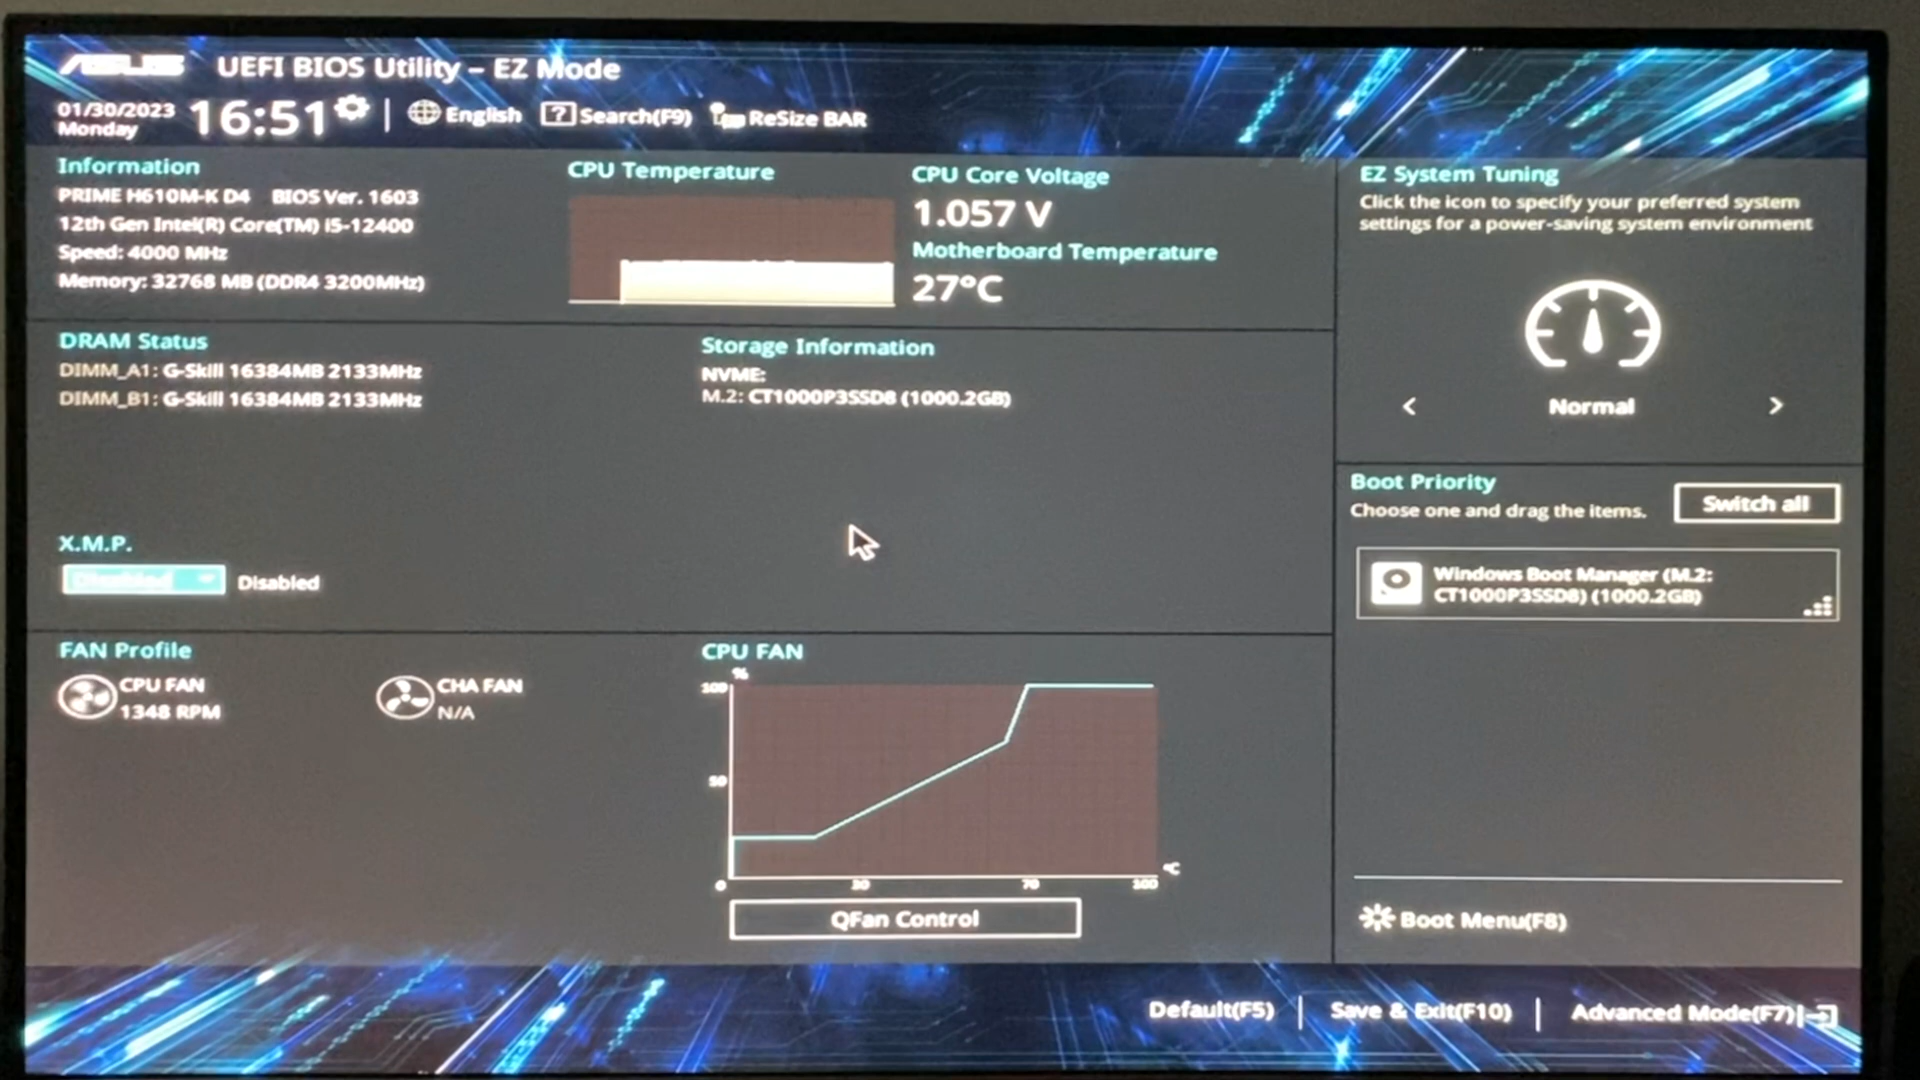 ASUS UEFI BIOS Utility – EZ Mode
01/30/2023
Monday
16:51
English
Search(F9)
ReSize BAR
Information
PRIME H610M-K D4 BIOS Ver. 1603
12th Gen Intel(R) Core(TM) i5-12400
Speed: 4000 MHz
Memory: 32768 MB (DDR4 3200MHz)
CPU Temperature
CPU Core Voltage
1.057 V
Motherboard Temperature
27°C
EZ System Tuning
Click the icon to specify your preferred system
settings for a power-saving system environment
Normal
DRAM Status
DIMM_A1: G-Skill 16384MB 2133MHz
DIMM_B1: G-Skill 16384MB 2133MHz
Storage Information
NVME:
M.2: CT1000P3SSD8 (1000.2GB)
X.M.P.
Disabled
Disabled
Boot Priority
Choose one and drag the items.
Switch all
Windows Boot Manager (M.2:
CT1000P3SSD8) (1000.2GB)
FAN Profile
CPU FAN
1348 RPM
CHA FAN
N/A
CPU FAN
%
100
50
0
30
70
100
°C
QFan Control
Boot Menu(F8)
Default(F5)
Save & Exit(F10)
Advanced Mode(F7)